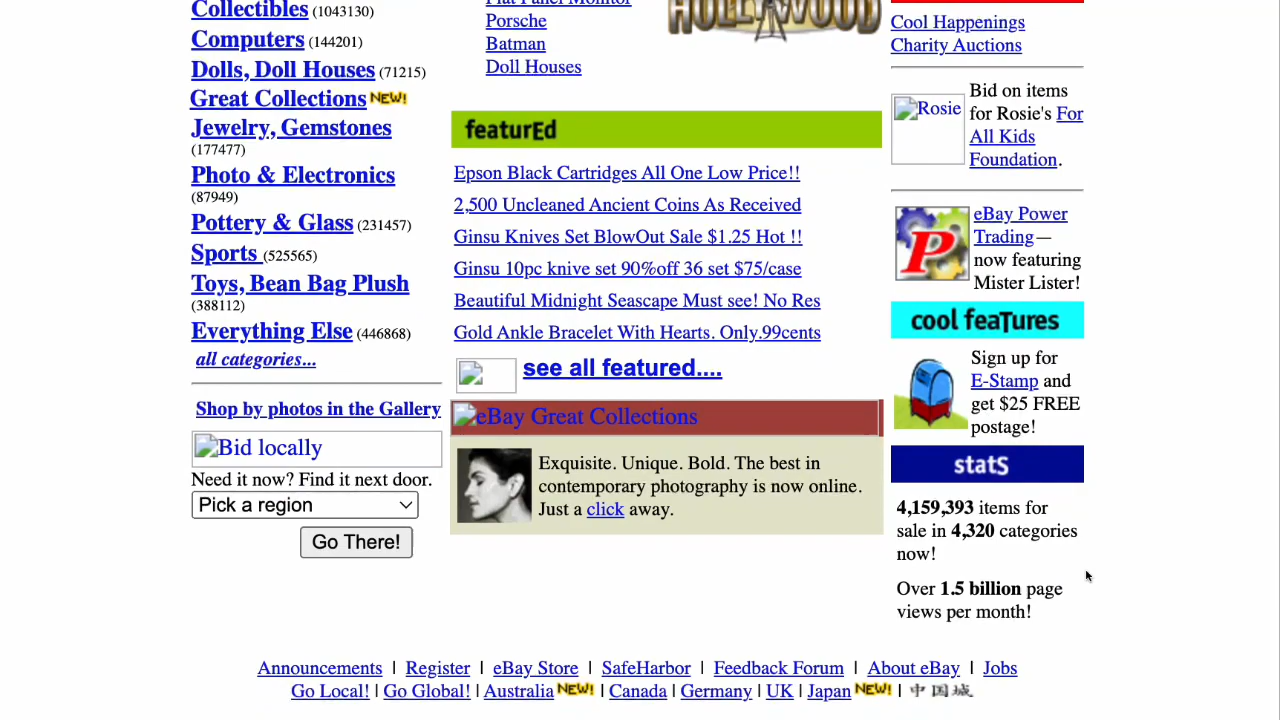 Collectibles (1043130)
Computers (144201)
Dolls, Doll Houses (71215)
Great Collections NEW!
Jewelry, Gemstones
(177477)
Photo & Electronics
(87949)
Pottery & Glass (231457)
Sports (525565)
Toys, Bean Bag Plush
(388112)
Everything Else (446868)
all categories...
Shop by photos in the Gallery
Bid locally
Need it now? Find it next door.
Pick a region
Go There!
Flat Panel Monitor
Porsche
Batman
Doll Houses
HOLLYWOOD
featurEd
Epson Black Cartridges All One Low Price!!
2,500 Uncleaned Ancient Coins As Received
Ginsu Knives Set BlowOut Sale $1.25 Hot !!
Ginsu 10pc knive set 90%off 36 set $75/case
Beautiful Midnight Seascape Must see! No Res
Gold Ankle Bracelet With Hearts. Only.99cents
see all featured....
eBay Great Collections
Exquisite. Unique. Bold. The best in
contemporary photography is now online.
Just a click away.
Cool Happenings
Charity Auctions
Rosie
Bid on items
for Rosie's For
All Kids
Foundation.
P
eBay Power
Trading—
now featuring
Mister Lister!
cool feaTures
Sign up for
E-Stamp and
get $25 FREE
postage!
statS
4,159,393 items for
sale in 4,320 categories
now!
Over 1.5 billion page
views per month!
Announcements | Register | eBay Store | SafeHarbor | Feedback Forum | About eBay | Jobs
Go Local! | Go Global! | Australia NEW! | Canada | Germany | UK | Japan NEW! | 中国城